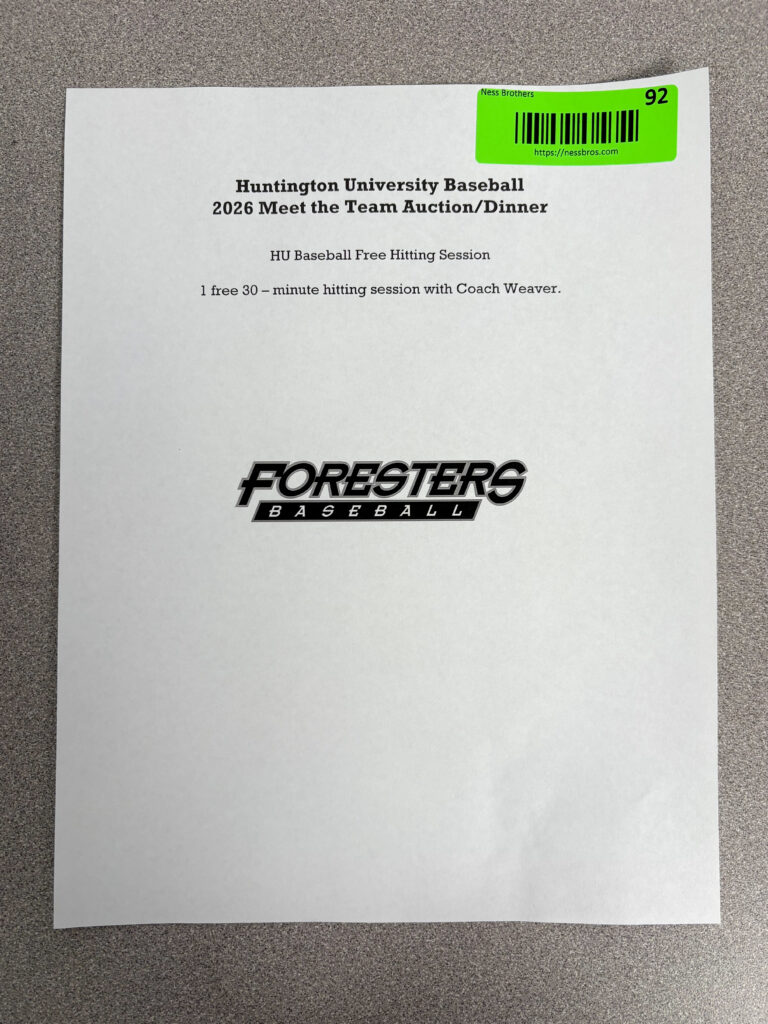 Ness Brothers
92
https://nessbros.com
Huntington University Baseball
2026 Meet the Team Auction/Dinner
HU Baseball Free Hitting Session
1 free 30 – minute hitting session with Coach Weaver.
FORESTERS
BASEBALL